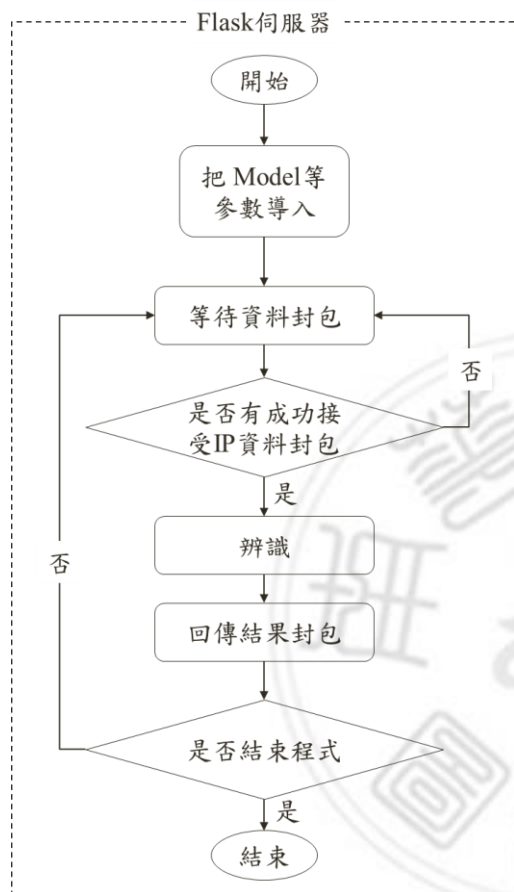 Flask伺服器
開始
把 Model等
參數導入
等待資料封包
否
是否有成功接
受IP資料封包
是
辨識
否
回傳結果封包
是否結束程式
是
結束